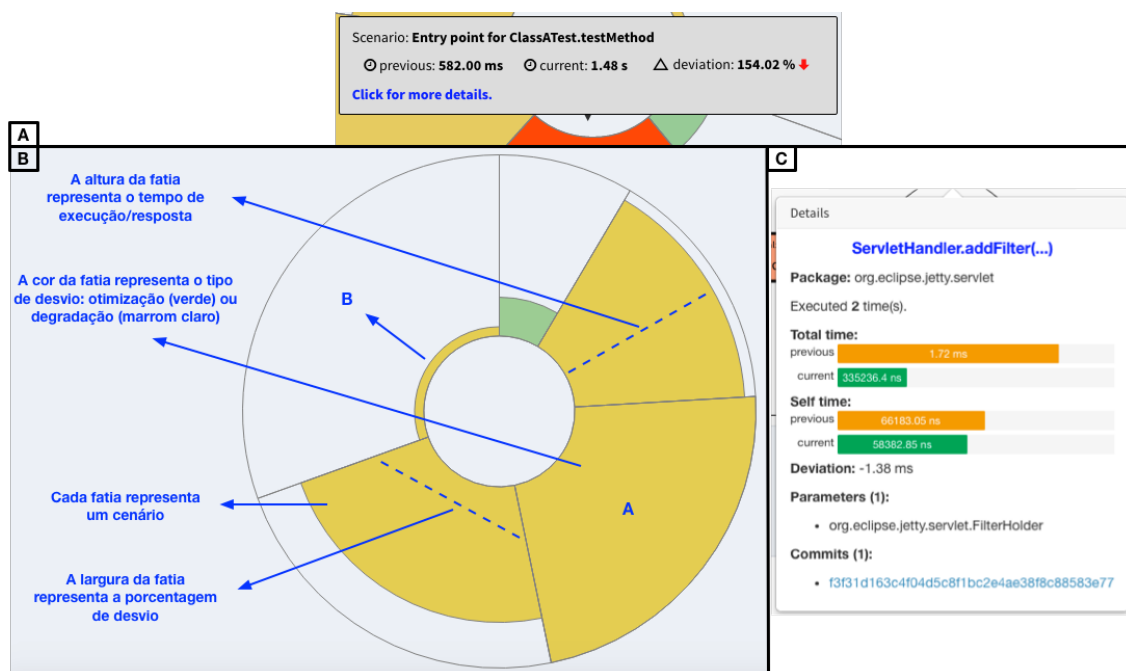 Scenario: Entry point for ClassATest.testMethod
previous: 582.00 ms current: 1.48 s deviation: 154.02 %
Click for more details.
A
B
A altura da fatia
representa o tempo de
execução/resposta
A cor da fatia representa o tipo
de desvio: otimização (verde) ou
degradação (marrom claro)
B
Cada fatia representa
um cenário
A
A largura da fatia
representa a porcentagem
de desvio
C
Details
ServletHandler.addFilter(...)
Package: org.eclipse.jetty.servlet
Executed 2 time(s).
Total time:
previous 1.72 ms
current 335236.4 ns
Self time:
previous 66183.05 ns
current 58382.85 ns
Deviation: -1.38 ms
Parameters (1):
• org.eclipse.jetty.servlet.FilterHolder
Commits (1):
• f3f31d163c4f04d5c8f1bc2e4ae38f8c88583e77